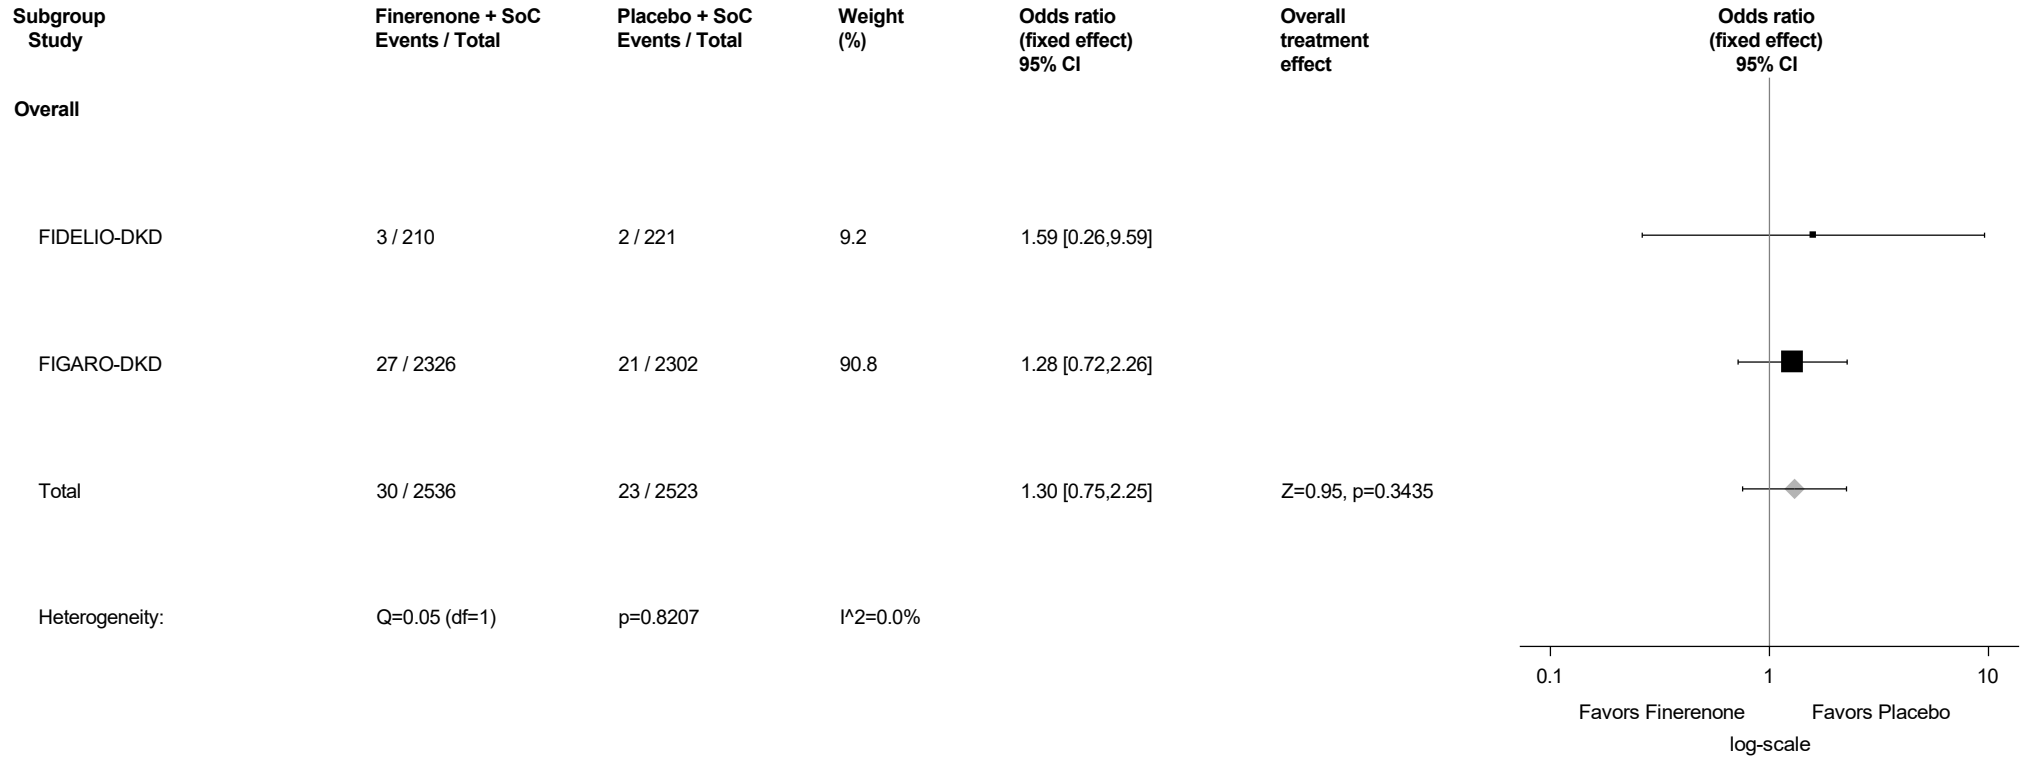 Subgroup Finerenone + SoC Placebo + SoC Weight Odds ratio Overall Odds ratio
Study Events / Total Events / Total (%) (fixed effect) treatment (fixed effect)
95% CI effect 95% CI
Overall
FIDELIO-DKD 3 / 210 2 / 221 9.2 1.59 [0.26,9.59]
FIGARO-DKD 27 / 2326 21 / 2302 90.8 1.28 [0.72,2.26]
Total 30 / 2536 23 / 2523 1.30 [0.75,2.25] Z=0.95, p=0.3435
Heterogeneity: Q=0.05 (df=1) p=0.8207 I^2=0.0%
0.1 1 10
Favors Finerenone Favors Placebo
log-scale